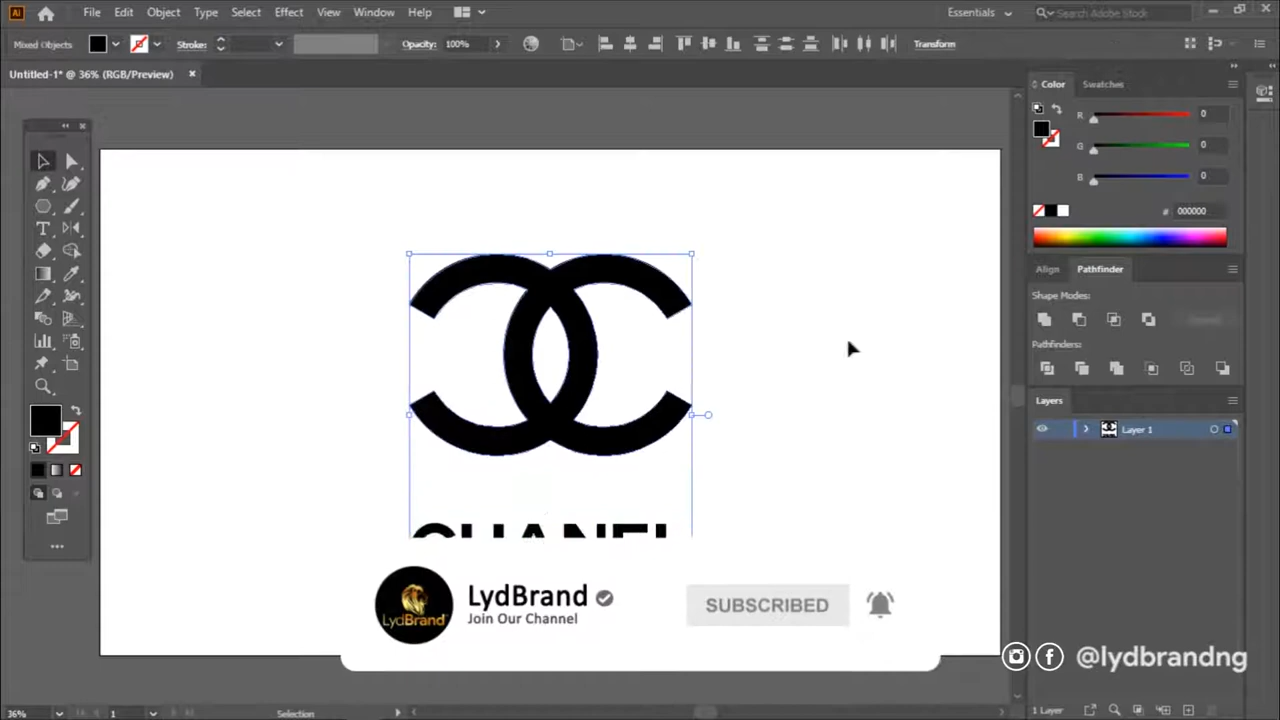 Ai File Edit Object Type Select Effect View Window Help Essentials Search Adobe Stock
Mixed Objects Stroke: Opacity: 100% Transform
Untitled-1* @ 36% (RGB/Preview)
Color Swatches
R 0
G 0
B 0
# 000000
Align Pathfinder
Shape Modes:
Pathfinders:
Layers
Layer 1
CHANEL
LydBrand
LydBrand
Join Our Channel
SUBSCRIBED
@lydbrandng
36% 1 Selection 1 Layer